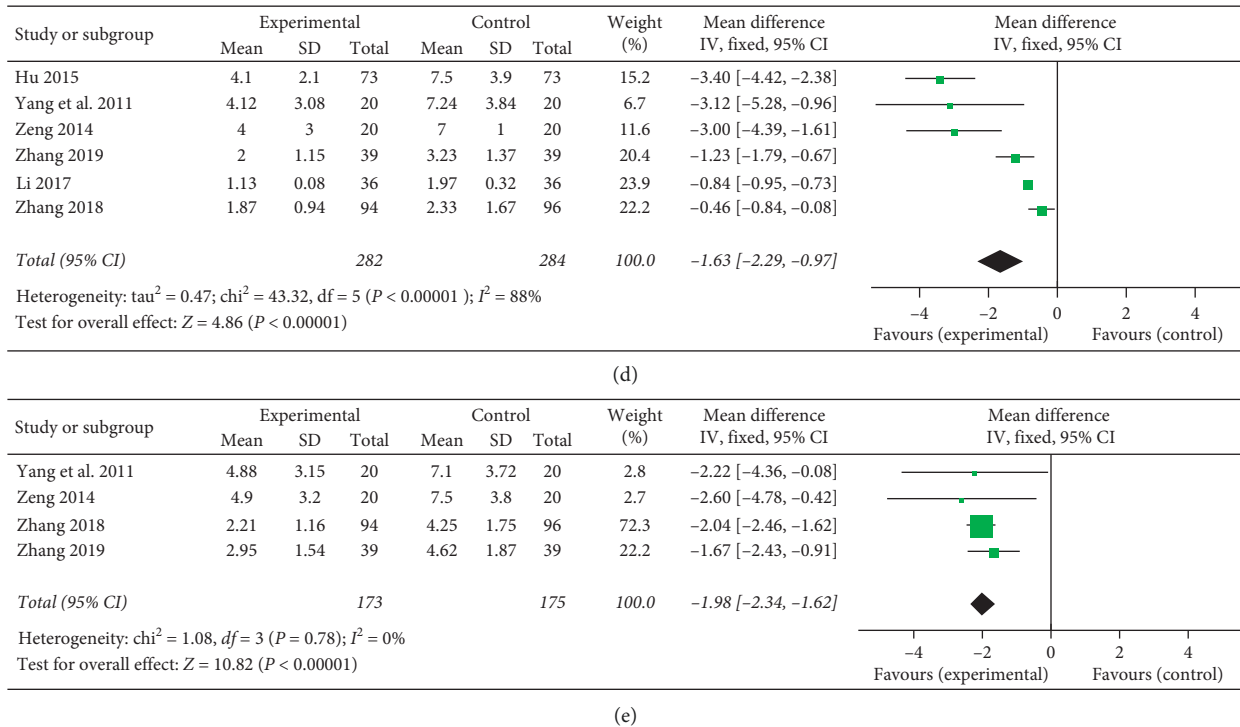 Study or subgroup Experimental Control Weight (%) Mean difference IV, fixed, 95% CI Mean difference IV, fixed, 95% CI
Mean SD Total Mean SD Total
Hu 2015 4.1 2.1 73 7.5 3.9 73 15.2 –3.40 [–4.42, –2.38]
Yang et al. 2011 4.12 3.08 20 7.24 3.84 20 6.7 –3.12 [–5.28, –0.96]
Zeng 2014 4 3 20 7 1 20 11.6 –3.00 [–4.39, –1.61]
Zhang 2019 2 1.15 39 3.23 1.37 39 20.4 –1.23 [–1.79, –0.67]
Li 2017 1.13 0.08 36 1.97 0.32 36 23.9 –0.84 [–0.95, –0.73]
Zhang 2018 1.87 0.94 94 2.33 1.67 96 22.2 –0.46 [–0.84, –0.08]
Total (95% CI) 282 284 100.0 –1.63 [–2.29, –0.97]
Heterogeneity: tau² = 0.47; chi² = 43.32, df = 5 (P < 0.00001 ); I² = 88%
Test for overall effect: Z = 4.86 (P < 0.00001)
–4 –2 0 2 4
Favours (experimental) Favours (control)
(d)
Study or subgroup Experimental Control Weight (%) Mean difference IV, fixed, 95% CI Mean difference IV, fixed, 95% CI
Mean SD Total Mean SD Total
Yang et al. 2011 4.88 3.15 20 7.1 3.72 20 2.8 –2.22 [–4.36, –0.08]
Zeng 2014 4.9 3.2 20 7.5 3.8 20 2.7 –2.60 [–4.78, –0.42]
Zhang 2018 2.21 1.16 94 4.25 1.75 96 72.3 –2.04 [–2.46, –1.62]
Zhang 2019 2.95 1.54 39 4.62 1.87 39 22.2 –1.67 [–2.43, –0.91]
Total (95% CI) 173 175 100.0 –1.98 [–2.34, –1.62]
Heterogeneity: chi² = 1.08, df = 3 (P = 0.78); I² = 0%
Test for overall effect: Z = 10.82 (P < 0.00001)
–4 –2 0 2 4
Favours (experimental) Favours (control)
(e)